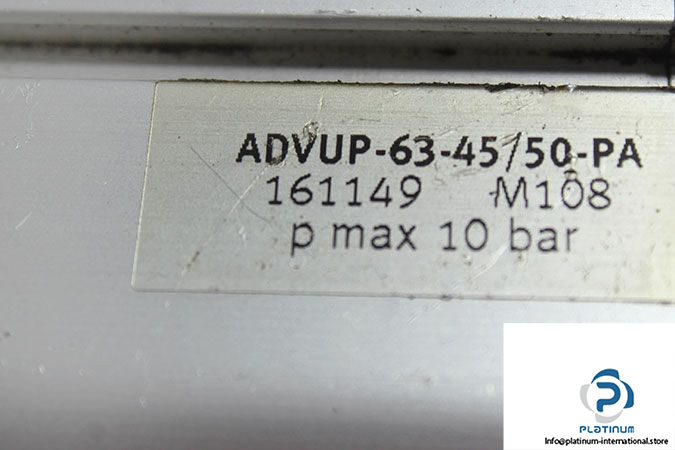 ADVUP-63-45/50-PA
161149 M108
p max 10 bar
PLATINUM
Info@platinum-international.store